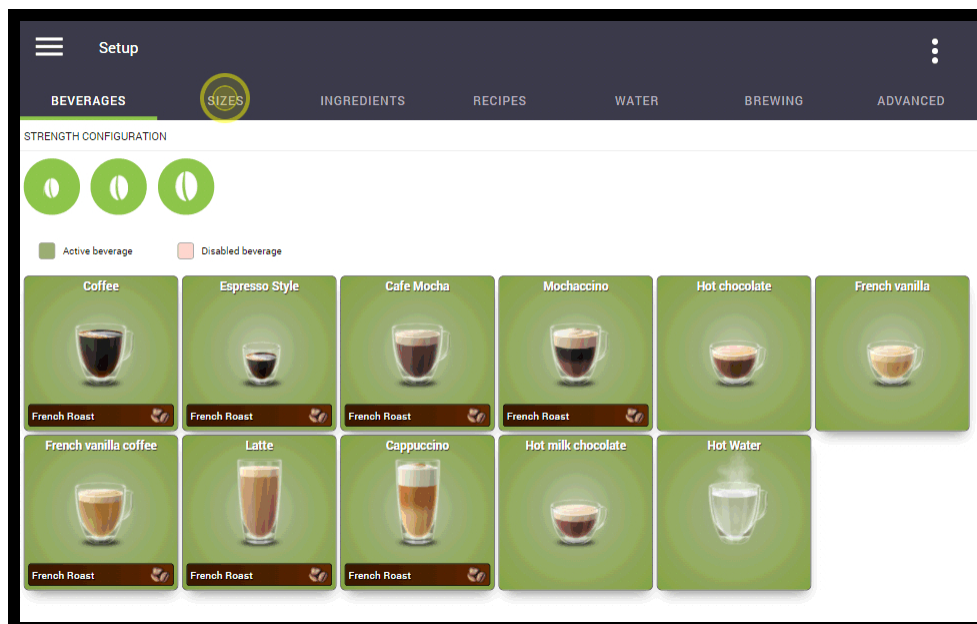 Setup
BEVERAGES SIZES INGREDIENTS RECIPES WATER BREWING ADVANCED
STRENGTH CONFIGURATION
Active beverage Disabled beverage
Coffee Espresso Style Cafe Mocha Mochaccino Hot chocolate French vanilla
French Roast French Roast French Roast French Roast
French vanilla coffee Latte Cappuccino Hot milk chocolate Hot Water
French Roast French Roast French Roast